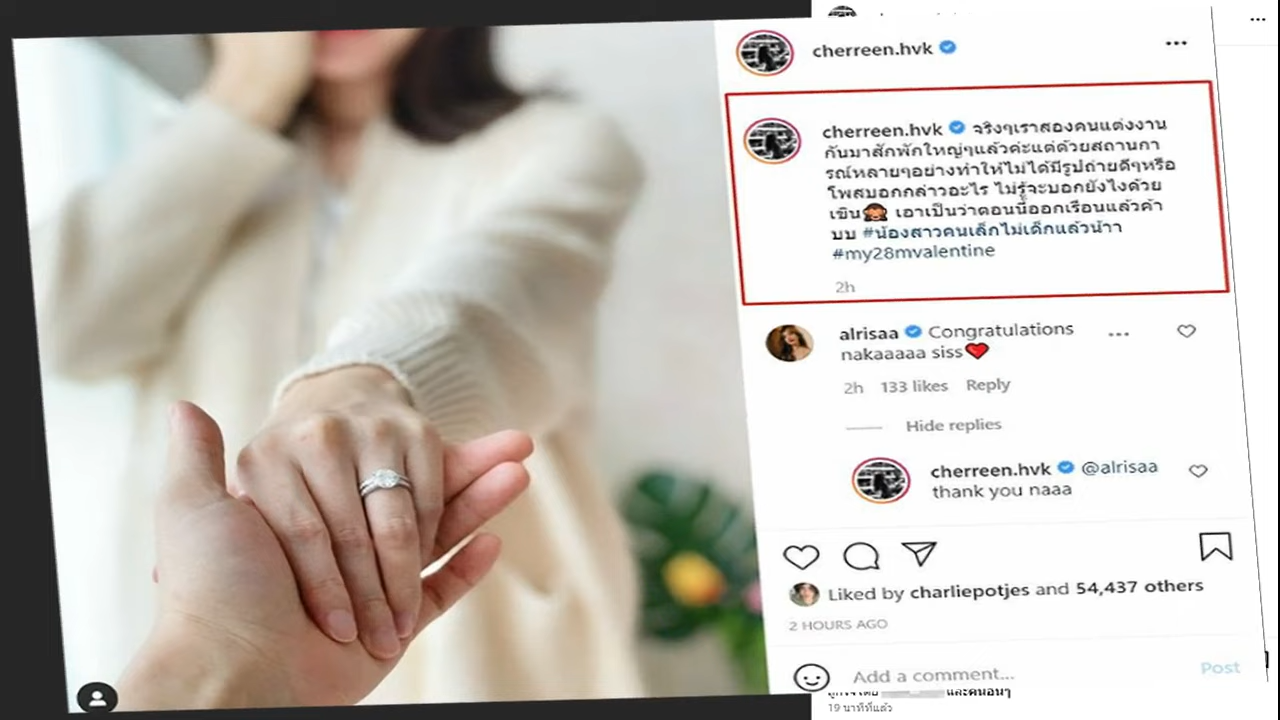 cherreen.hvk
cherreen.hvk จริงๆเราสองคนแต่งงาน
กันมาสักพักใหญ่ๆแล้วค่ะแต่ด้วยสถานกา
รณ์หลายๆอย่างทำให้ไม่ได้มีรูปถ่ายดีๆหรือ
โพสบอกกล่าวอะไร ไม่รู้จะบอกยังไงด้วย
เขิน🙈 เอาเป็นว่าตอนนี้ออกเรือนแล้วค้า
บบ #น้องสาวคนเล็กไม่เด็กแล้วน้าา
#my28mvalentine
2h
alrisaa Congratulations
nakaaaaa siss❤️
2h 133 likes Reply
Hide replies
cherreen.hvk @alrisaa
thank you naaa
Liked by charliepotjes and 54,437 others
2 HOURS AGO
Add a comment... Post
และคนอื่นๆ
19 นาทีที่แล้ว